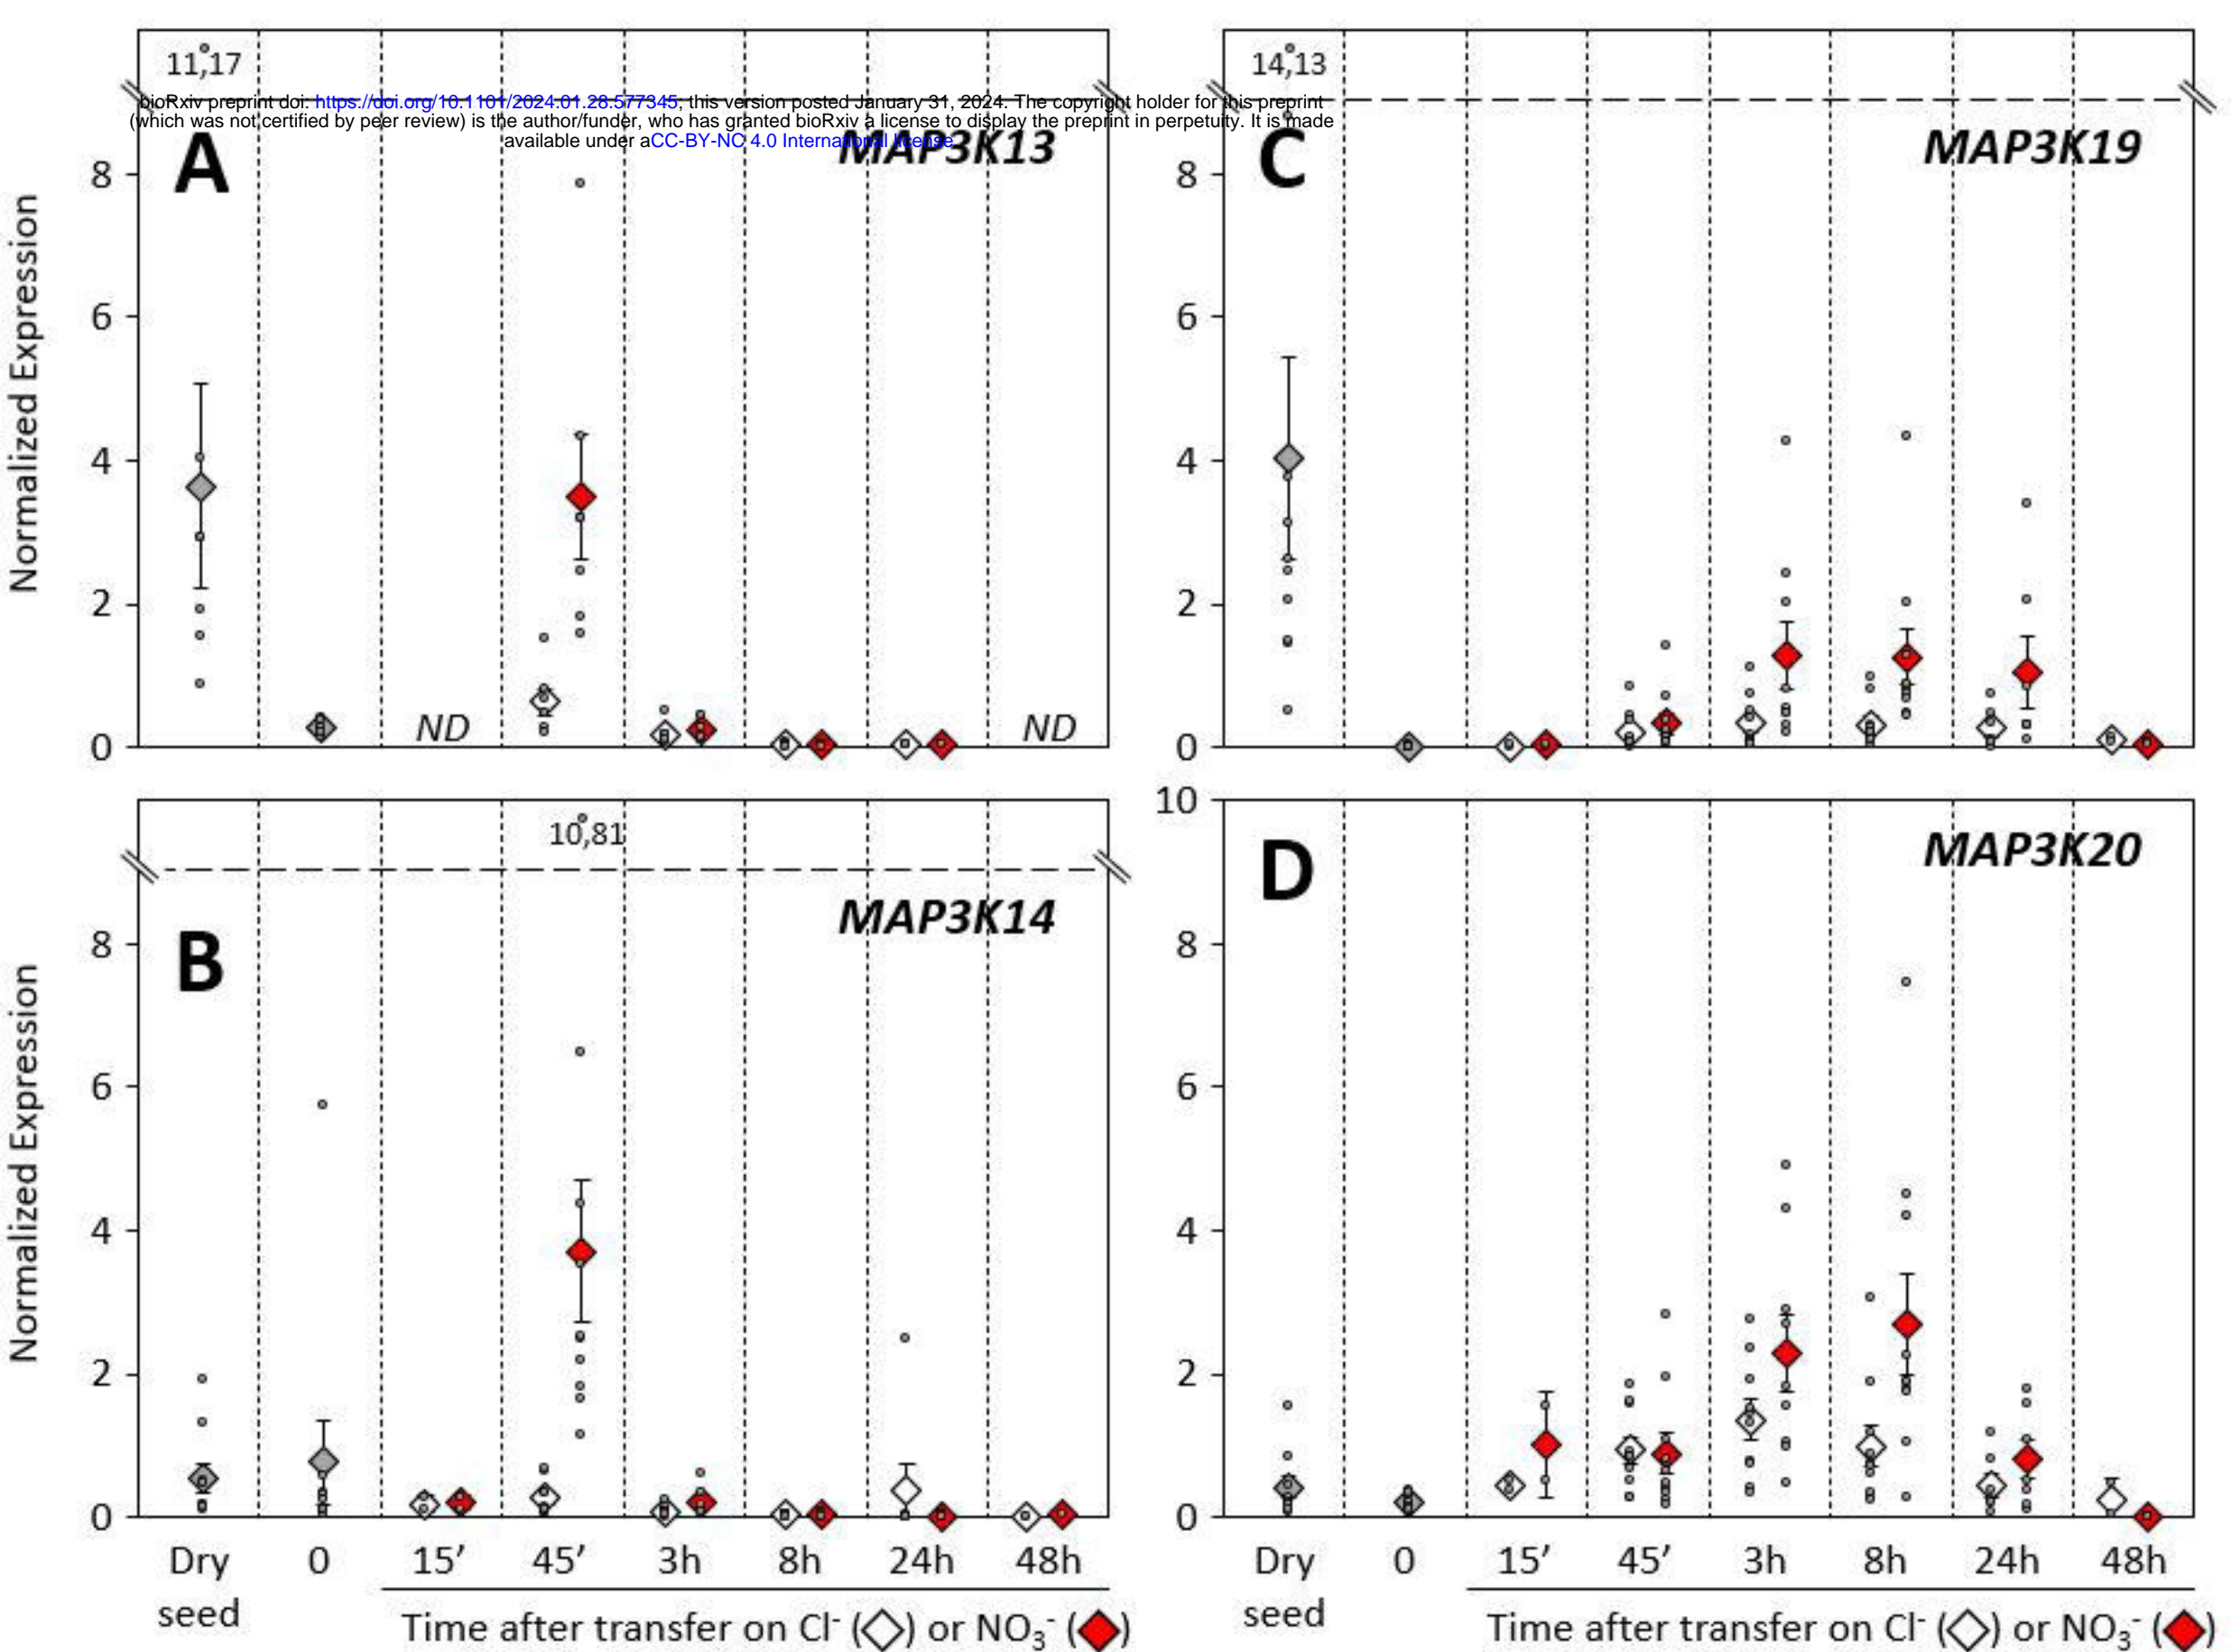 11,17
14,13
bioRxiv preprint doi: https://doi.org/10.1101/2024.01.28.577345; this version posted January 31, 2024. The copyright holder for this preprint
(which was not certified by peer review) is the author/funder, who has granted bioRxiv a license to display the preprint in perpetuity. It is made
available under aCC-BY-NC 4.0 International license
A
MAP3K13
Normalized Expression
8
6
4
2
0
ND
ND
C
MAP3K19
8
6
4
2
0
10,81
B
MAP3K14
Normalized Expression
8
6
4
2
0
Dry seed
0
15’
45’
3h
8h
24h
48h
Time after transfer on Cl⁻ (◇) or NO₃⁻ (◆)
D
MAP3K20
10
8
6
4
2
0
Dry seed
0
15’
45’
3h
8h
24h
48h
Time after transfer on Cl⁻ (◇) or NO₃⁻ (◆)